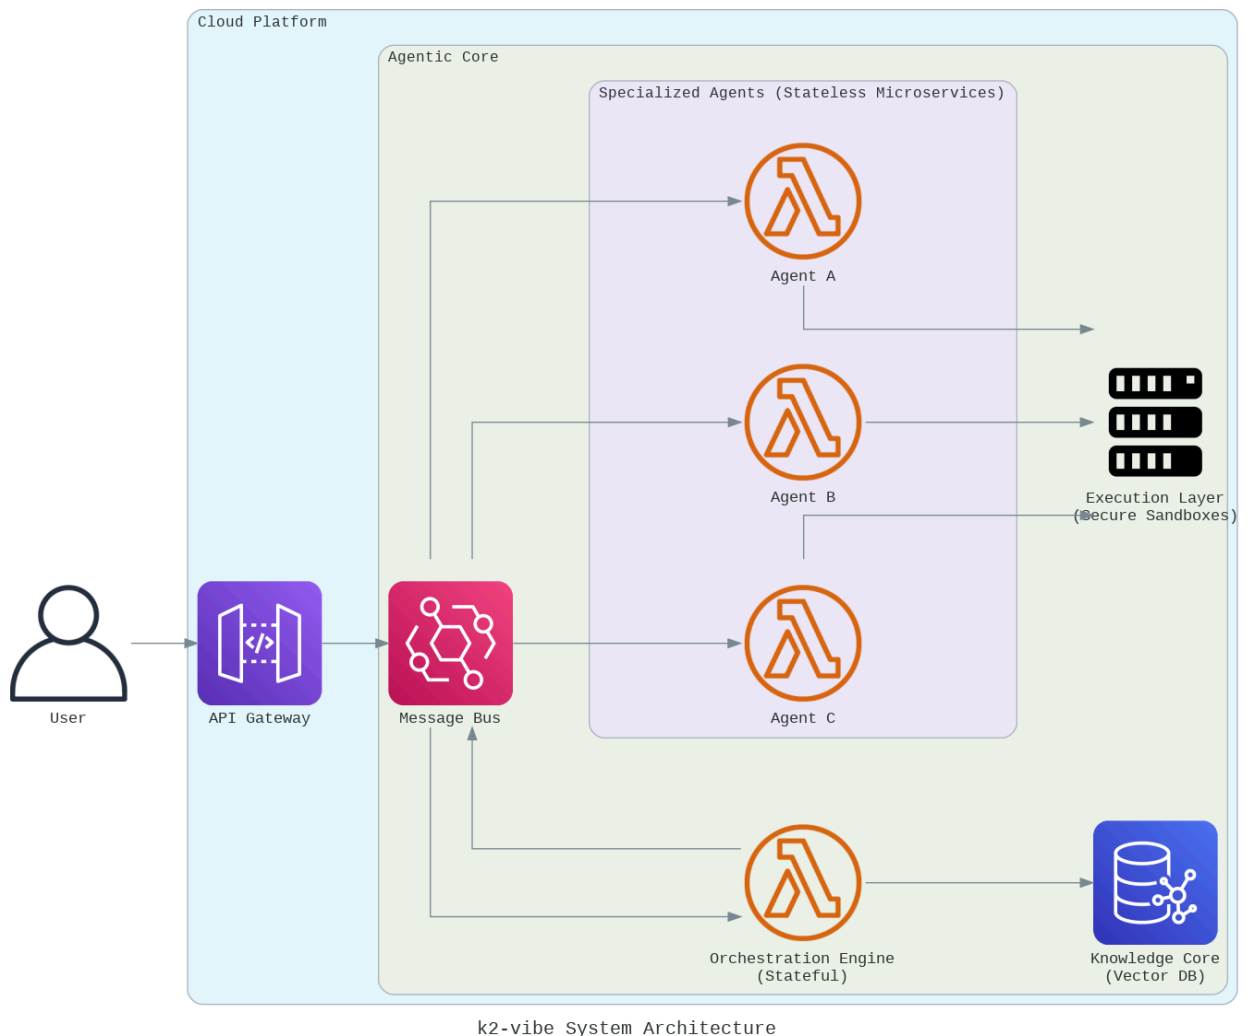 Cloud Platform
Agentic Core
Specialized Agents (Stateless Microservices)
Agent A
Agent B
Execution Layer
(Secure Sandboxes)
User
API Gateway
Message Bus
Agent C
Orchestration Engine
(Stateful)
Knowledge Core
(Vector DB)
k2-vibe System Architecture